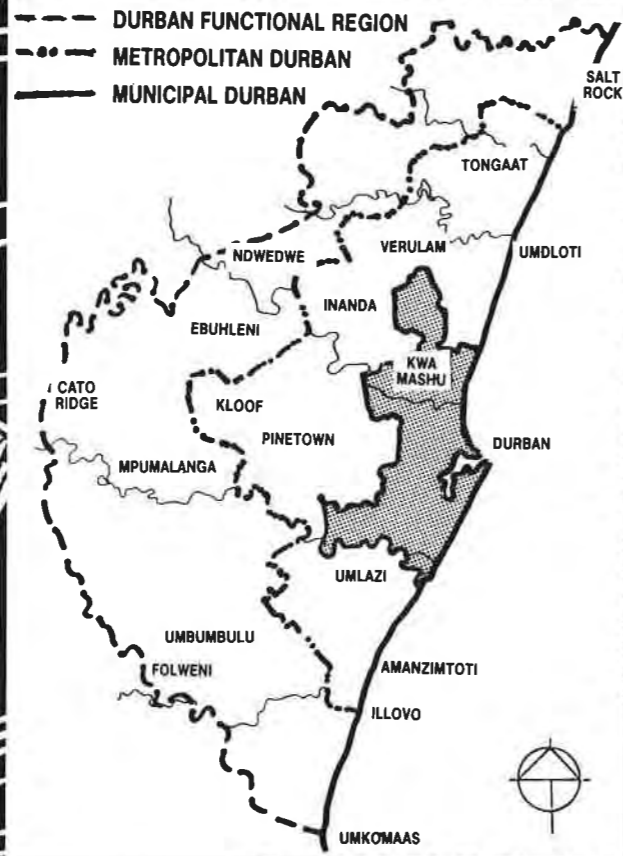 DURBAN FUNCTIONAL REGION
METROPOLITAN DURBAN
MUNICIPAL DURBAN
SALT
ROCK
TONGAAT
VERULAM
UMDLOTI
NDWEDWE
INANDA
EBUHLENI
KWA
MASHU
CATO
RIDGE
KLOOF
PINETOWN
DURBAN
MPUMALANGA
UMLAZI
UMBUMBULU
FOLWENI
AMANZIMTOTI
ILLOVO
UMKOMAAS